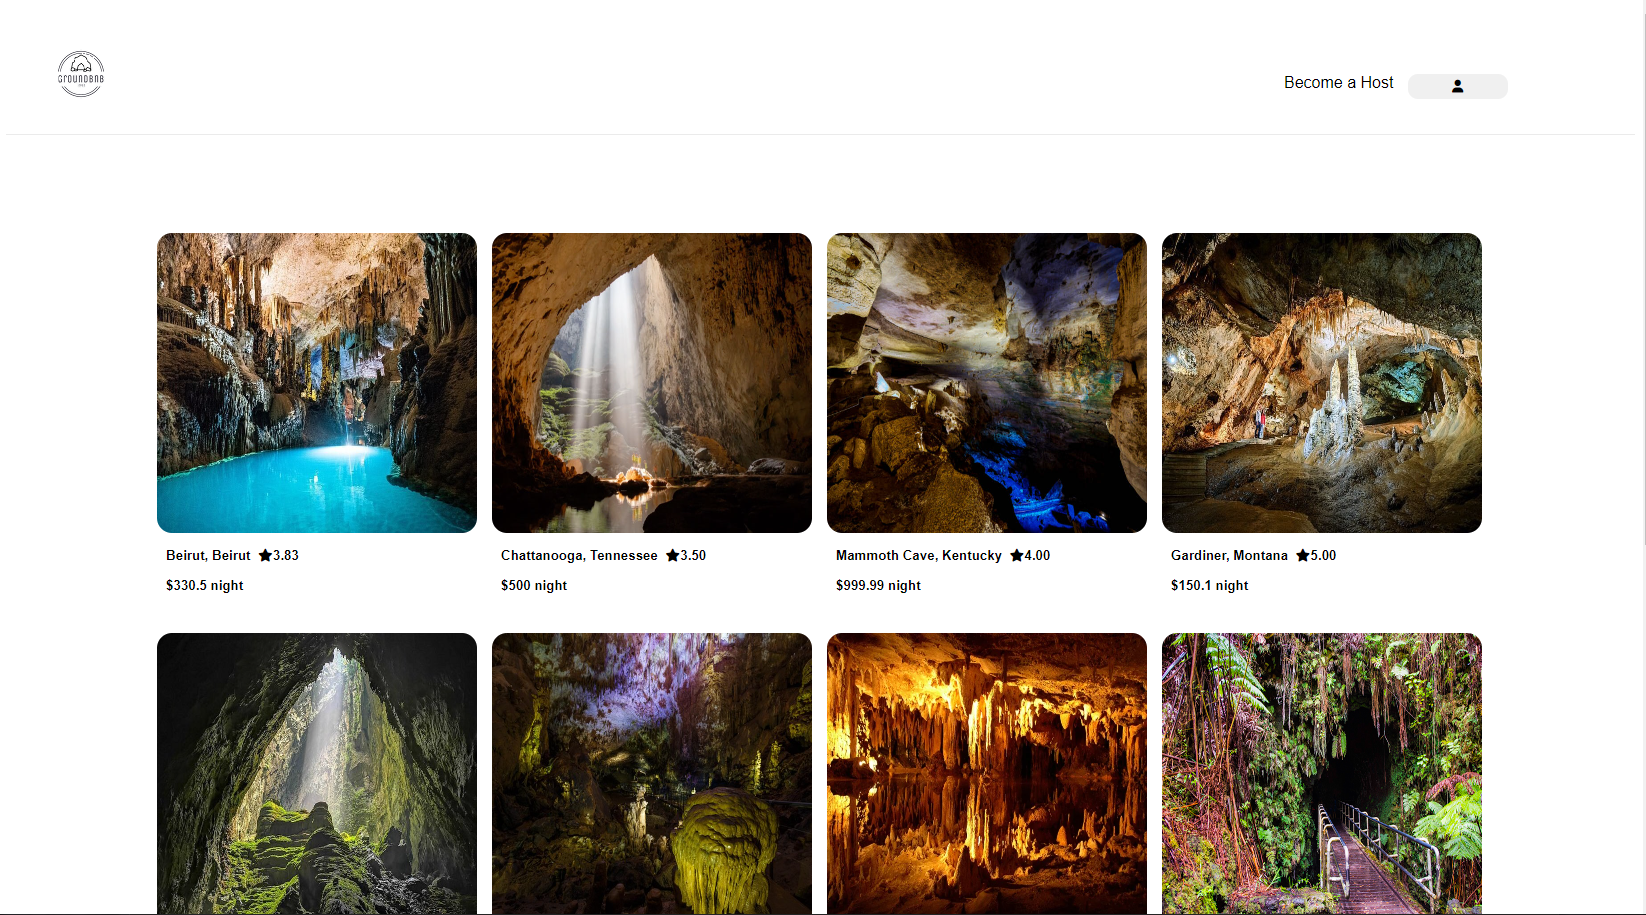 GROUNDBNB
Become a Host
Beirut, Beirut ★3.83
$330.5 night
Chattanooga, Tennessee ★3.50
$500 night
Mammoth Cave, Kentucky ★4.00
$999.99 night
Gardiner, Montana ★5.00
$150.1 night